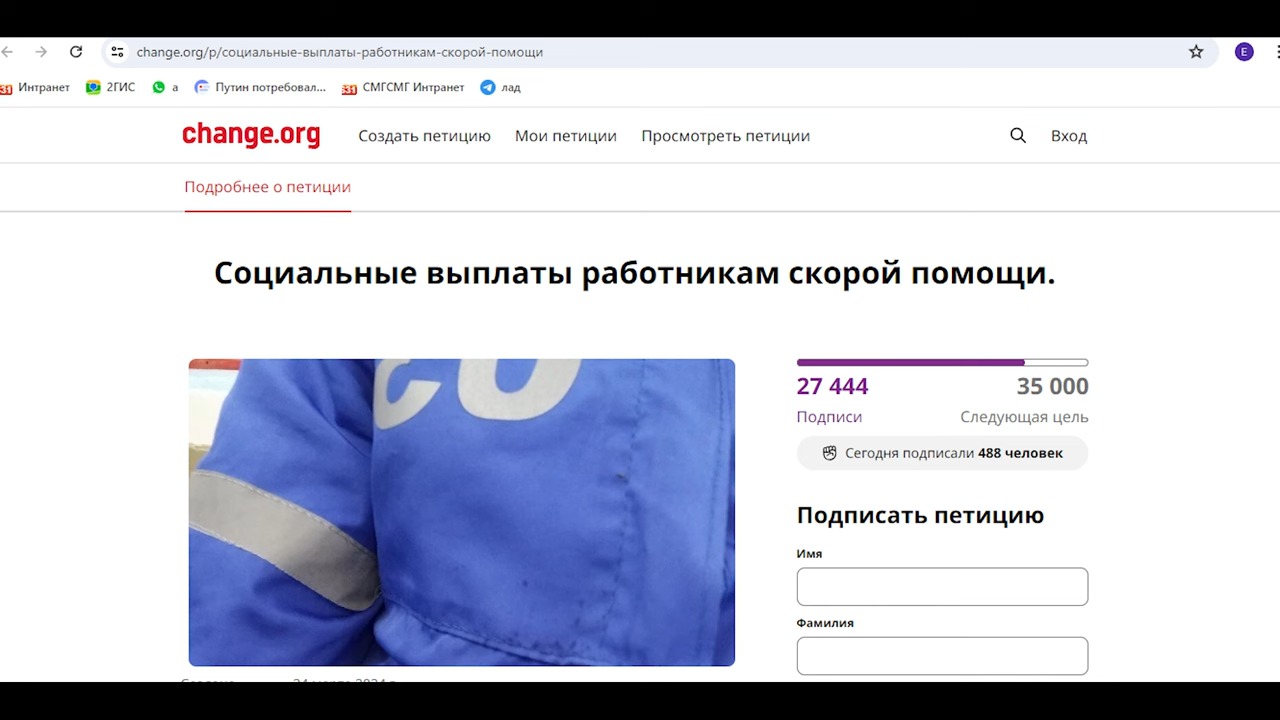 change.org/p/социальные-выплаты-работникам-скорой-помощи
E
31 Интранет 2ГИС а Путин потребовал... 31 СМГСМГ Интранет лад
change.org Создать петицию Мои петиции Просмотреть петиции Вход
Подробнее о петиции
Социальные выплаты работникам скорой помощи.
27 444 35 000
Подписи Следующая цель
Сегодня подписали 488 человек
Подписать петицию
Имя
Фамилия